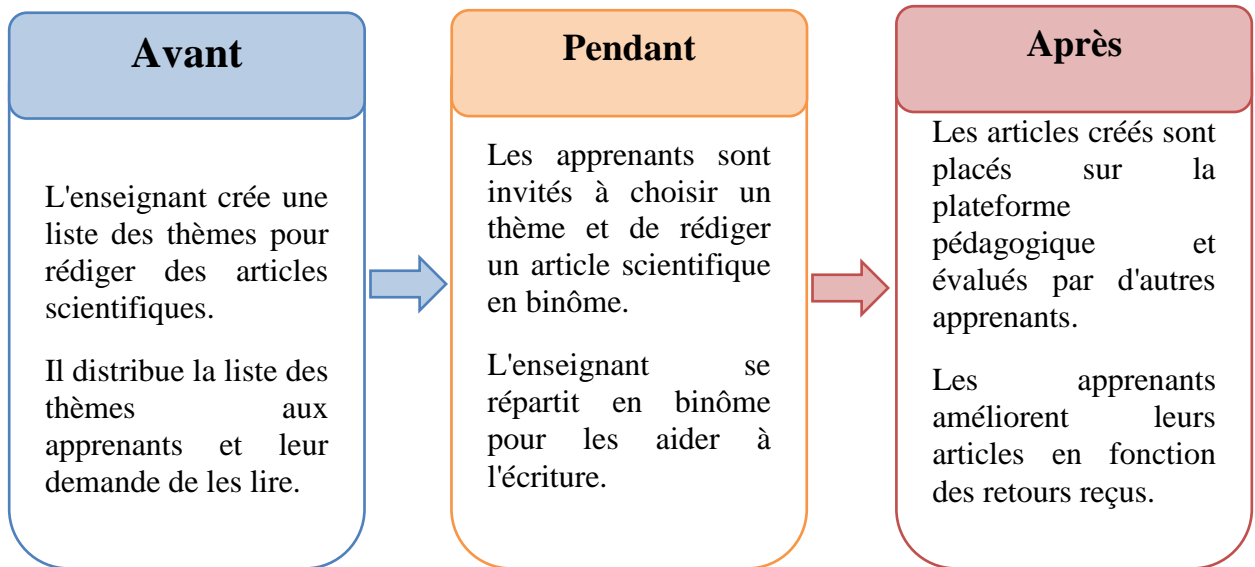 Avant
L'enseignant crée une
liste des thèmes pour
rédiger des articles
scientifiques.
Il distribue la liste des
thèmes aux
apprenants et leur
demande de les lire.
Pendant
Les apprenants sont
invités à choisir un
thème et de rédiger
un article scientifique
en binôme.
L'enseignant se
répartit en binôme
pour les aider à
l'écriture.
Après
Les articles créés sont
placés sur la
plateforme
pédagogique et
évalués par d'autres
apprenants.
Les apprenants
améliorent leurs
articles en fonction
des retours reçus.